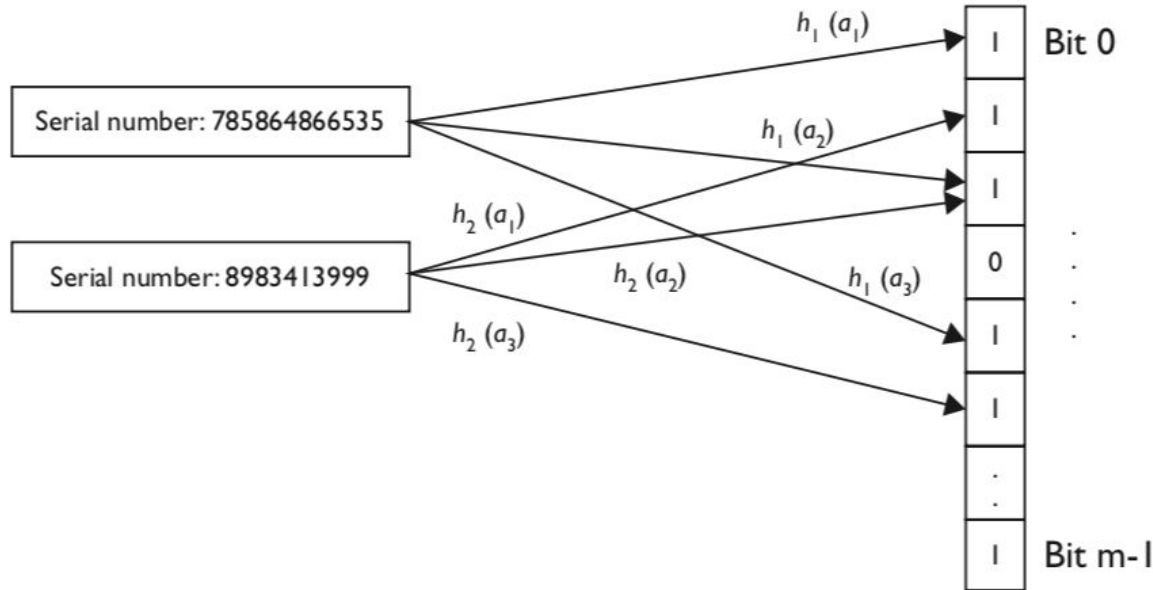 h₁ (a₁)
1 Bit 0
Serial number: 785864866535
1
h₁ (a₂)
1
h₂ (a₁)
Serial number: 8983413999
0
h₂ (a₂)
h₁ (a₃)
1
h₂ (a₃)
1
1 Bit m-1